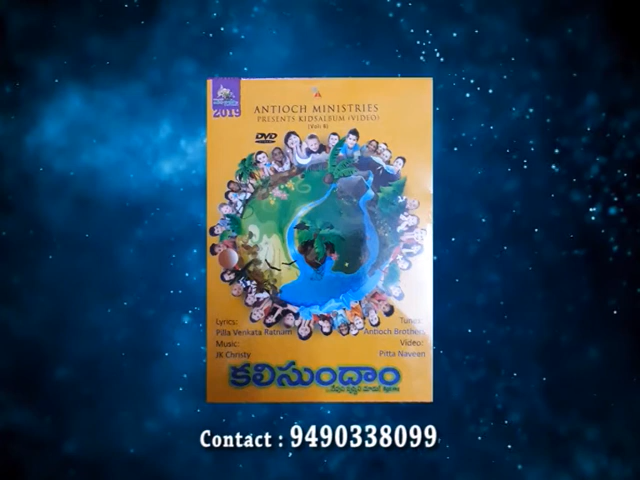 2019
ANTIOCH MINISTRIES
PRESENTS KIDSALBUM (VIDEO)
DVD
Lyrics:
Pilla Venkata Ratnam
Music:
JK Christy
Tunes:
Antioch Brothers
Video:
Pitta Naveen
కలిసుందాం
Contact : 9490338099